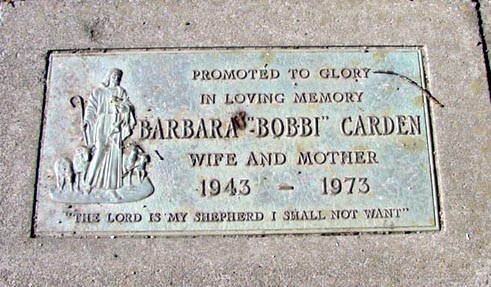 PROMOTED TO GLORY
IN LOVING MEMORY
BARBARA "BOBBI" CARDEN
WIFE AND MOTHER
1943 - 1973
"THE LORD IS MY SHEPHERD I SHALL NOT WANT"